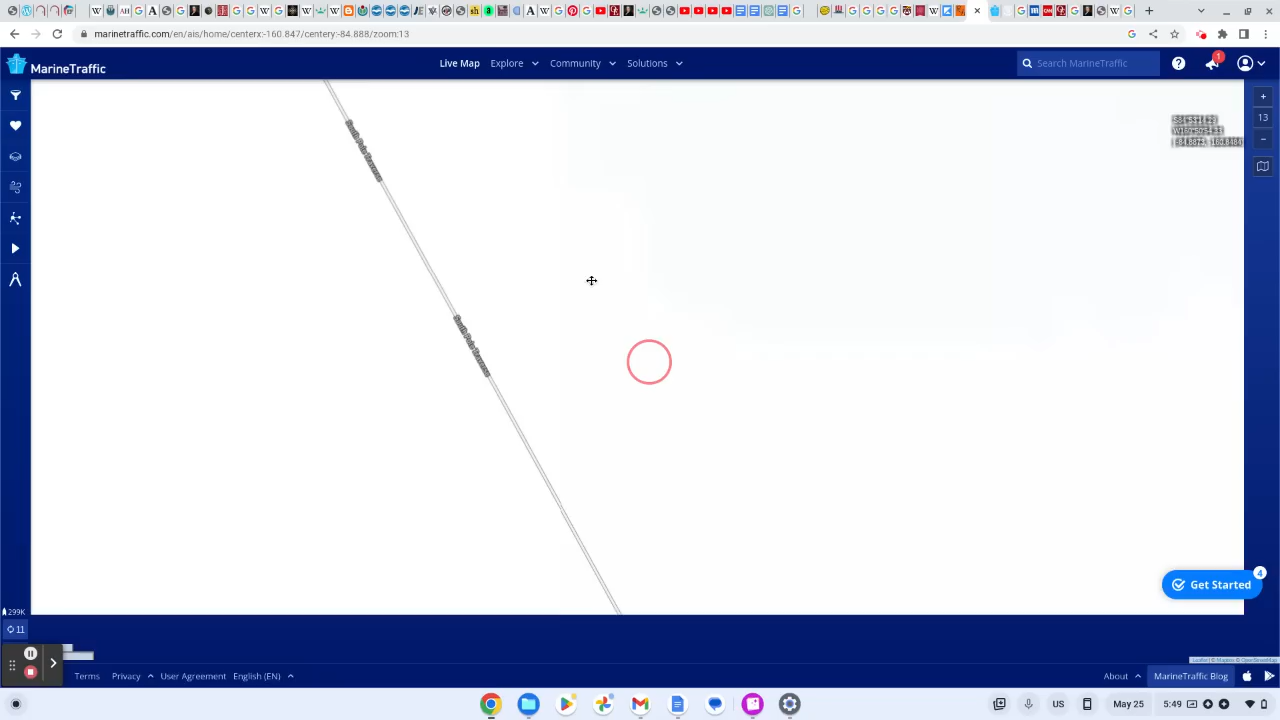 marinetraffic.com/en/ais/home/centerx:-160.847/centery:-84.888/zoom:13
MarineTraffic
Live Map
Explore
Community
Solutions
Search MarineTraffic
1
+
13
−
4
Get Started
299K
11
Terms
Privacy
User Agreement
English (EN)
About
MarineTraffic Blog
US
May 25
5:49